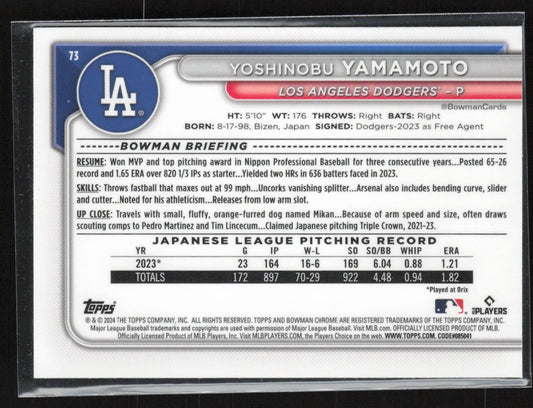 73
LA
®
YOSHINOBU YAMAMOTO
LOS ANGELES DODGERS® – P
@BowmanCards
HT: 5'10" WT: 176 THROWS: Right BATS: Right
BORN: 8-17-98, Bizen, Japan SIGNED: Dodgers-2023 as Free Agent
BOWMAN BRIEFING
RESUME: Won MVP and top pitching award in Nippon Professional Baseball for three consecutive years...Posted 65-26
record and 1.65 ERA over 820 1/3 IPs as starter...Yielded two HRs in 636 batters faced in 2023.
SKILLS: Throws fastball that maxes out at 99 mph...Uncorks vanishing splitter...Arsenal also includes bending curve, slider
and cutter...Noted for his athleticism...Releases from low arm slot.
UP CLOSE: Travels with small, fluffy, orange-furred dog named Mikan...Because of arm speed and size, often draws
scouting comps to Pedro Martinez and Tim Lincecum...Claimed Japanese pitching Triple Crown, 2021-23.
JAPANESE LEAGUE PITCHING RECORD
YR G IP W-L SO SO/BB WHIP ERA
2023* 23 164 16-6 169 6.04 0.88 1.21
TOTALS 172 897 70-29 922 4.48 0.94 1.82
*Played at Orix
Topps
MLB PLAYERS
® & © 2024 THE TOPPS COMPANY, INC. ALL RIGHTS RESERVED. TOPPS AND BOWMAN CHROME ARE REGISTERED TRADEMARKS OF THE TOPPS COMPANY, INC.
Major League Baseball trademarks and copyrights are used with permission of Major League Baseball. Visit MLB.com. OFFICIALLY LICENSED PRODUCT OF MLB
Officially Licensed Product of MLB Players, Inc. Visit MLBPLAYERS.com, the Players Choice on the web. WWW.TOPPS.COM. CODE#085041